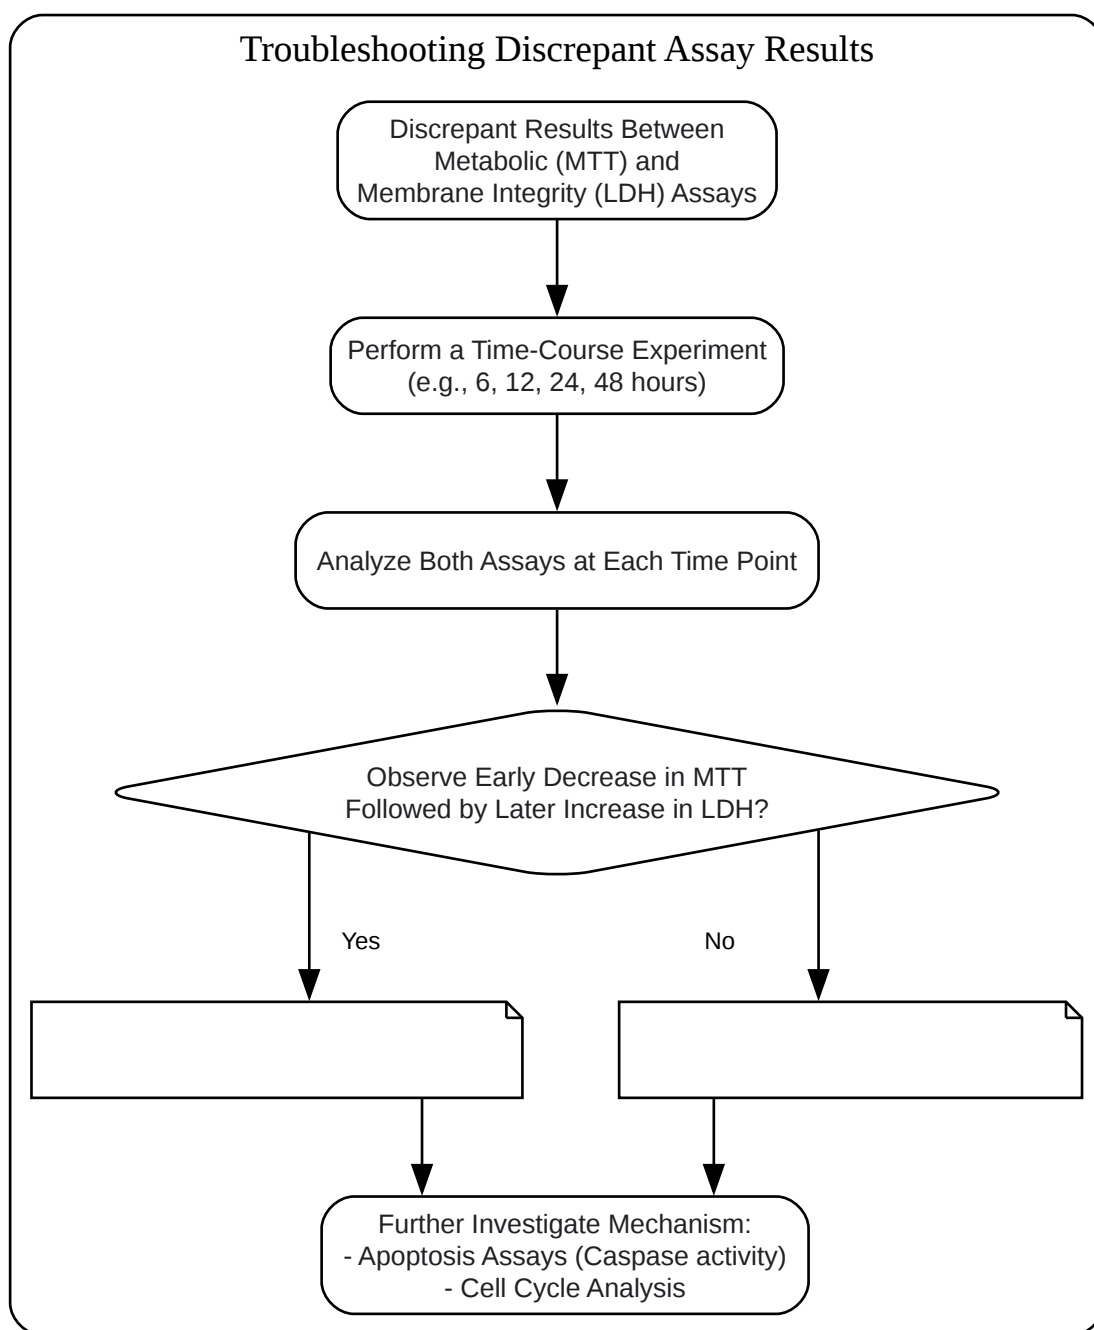 Troubleshooting Discrepant Assay Results
Discrepant Results Between
Metabolic (MTT) and
Membrane Integrity (LDH) Assays
Perform a Time-Course Experiment
(e.g., 6, 12, 24, 48 hours)
Analyze Both Assays at Each Time Point
Observe Early Decrease in MTT
Followed by Later Increase in LDH?
Yes
No
Further Investigate Mechanism:
- Apoptosis Assays (Caspase activity)
- Cell Cycle Analysis